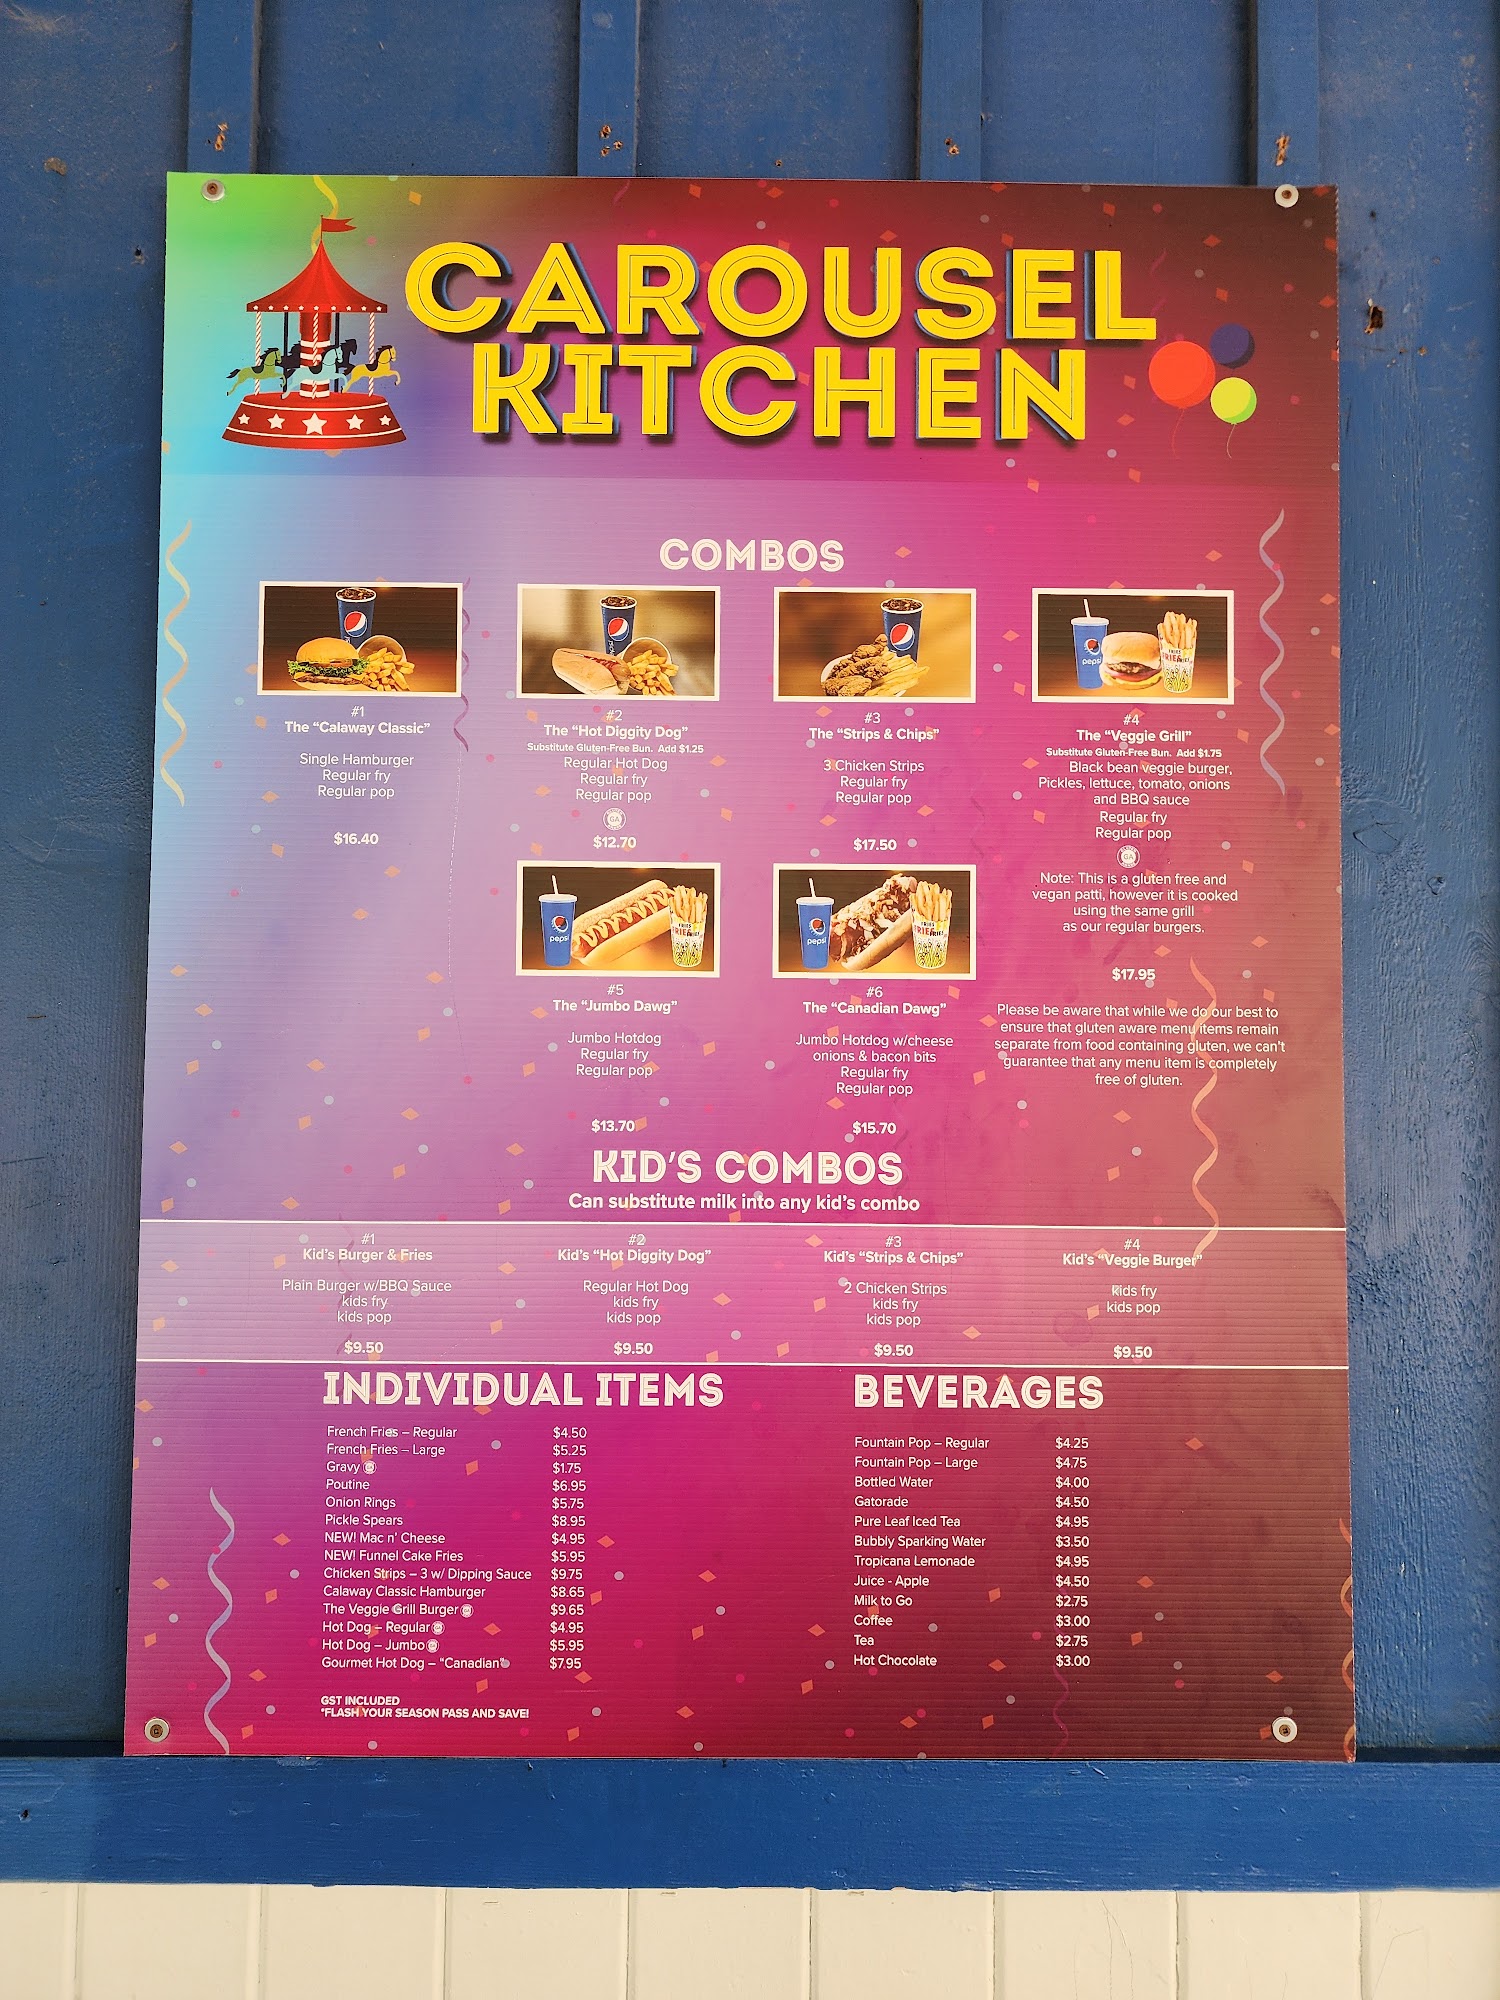 CAROUSEL
KITCHEN
COMBOS
#1
The “Calaway Classic”
Single Hamburger
Regular fry
Regular pop
$16.40
#2
The “Hot Diggity Dog”
Substitute Gluten-Free Bun. Add $1.25
Regular Hot Dog
Regular fry
Regular pop
GA
$12.70
#3
The “Strips & Chips”
3 Chicken Strips
Regular fry
Regular pop
$17.50
pepsi
FRIES
#4
The “Veggie Grill”
Substitute Gluten-Free Bun. Add $1.75
Black bean veggie burger,
Pickles, lettuce, tomato, onions
and BBQ sauce
Regular fry
Regular pop
GA
Note: This is a gluten free and
vegan patti, however it is cooked
using the same grill
as our regular burgers.
$17.95
Please be aware that while we do our best to
ensure that gluten aware menu items remain
separate from food containing gluten, we can't
guarantee that any menu item is completely
free of gluten.
pepsi
FRIES
#5
The “Jumbo Dawg”
Jumbo Hotdog
Regular fry
Regular pop
$13.70
pepsi
FRIES
#6
The “Canadian Dawg”
Jumbo Hotdog w/cheese
onions & bacon bits
Regular fry
Regular pop
$15.70
KID'S COMBOS
Can substitute milk into any kid's combo
#1
Kid's Burger & Fries
Plain Burger w/BBQ Sauce
kids fry
kids pop
$9.50
#2
Kid's “Hot Diggity Dog”
Regular Hot Dog
kids fry
kids pop
$9.50
#3
Kid's “Strips & Chips”
2 Chicken Strips
kids fry
kids pop
$9.50
#4
Kid's “Veggie Burger”
kids fry
kids pop
$9.50
INDIVIDUAL ITEMS
French Fries – Regular $4.50
French Fries – Large $5.25
Gravy $1.75
Poutine $6.95
Onion Rings $5.75
Pickle Spears $8.95
NEW! Mac n' Cheese $4.95
NEW! Funnel Cake Fries $5.95
Chicken Strips – 3 w/ Dipping Sauce $9.75
Calaway Classic Hamburger $8.65
The Veggie Grill Burger $9.65
Hot Dog – Regular $4.95
Hot Dog – Jumbo $5.95
Gourmet Hot Dog – "Canadian" $7.95
GST INCLUDED
*FLASH YOUR SEASON PASS AND SAVE!
BEVERAGES
Fountain Pop – Regular $4.25
Fountain Pop – Large $4.75
Bottled Water $4.00
Gatorade $4.50
Pure Leaf Iced Tea $4.95
Bubbly Sparking Water $3.50
Tropicana Lemonade $4.95
Juice - Apple $4.50
Milk to Go $2.75
Coffee $3.00
Tea $2.75
Hot Chocolate $3.00